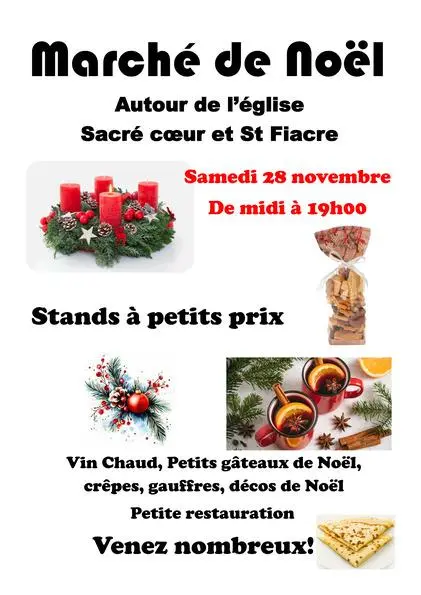 Marché de Noël
Autour de l'église
Sacré cœur et St Fiacre
Samedi 28 novembre
De midi à 19h00
Stands à petits prix
Vin Chaud, Petits gâteaux de Noël,
crêpes, gauffres, décos de Noël
Petite restauration
Venez nombreux!